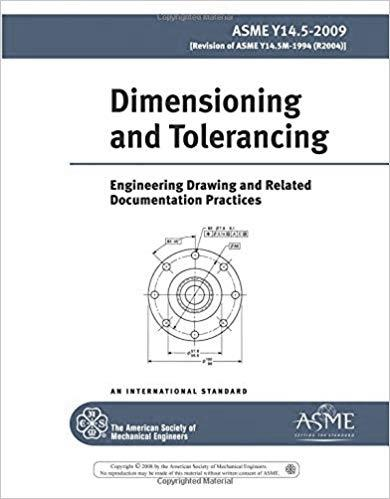 ASME Y14.5-2009
[Revision of ASME Y14.5M-1994 (R2004)]
Dimensioning
and Tolerancing
Engineering Drawing and Related
Documentation Practices
AN INTERNATIONAL STANDARD
The American Society of
Mechanical Engineers
ASME
SETTING THE STANDARD
Copyright © 2008 by the American Society of Mechanical Engineers.
No reproduction may be made of this material without written consent of ASME.